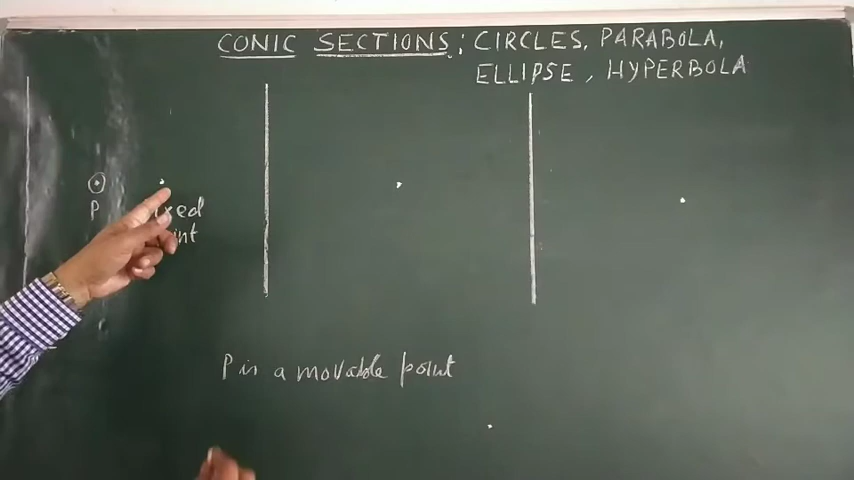 CONIC SECTIONS; CIRCLES, PARABOLA,
ELLIPSE, HYPERBOLA
P
P is a movable point